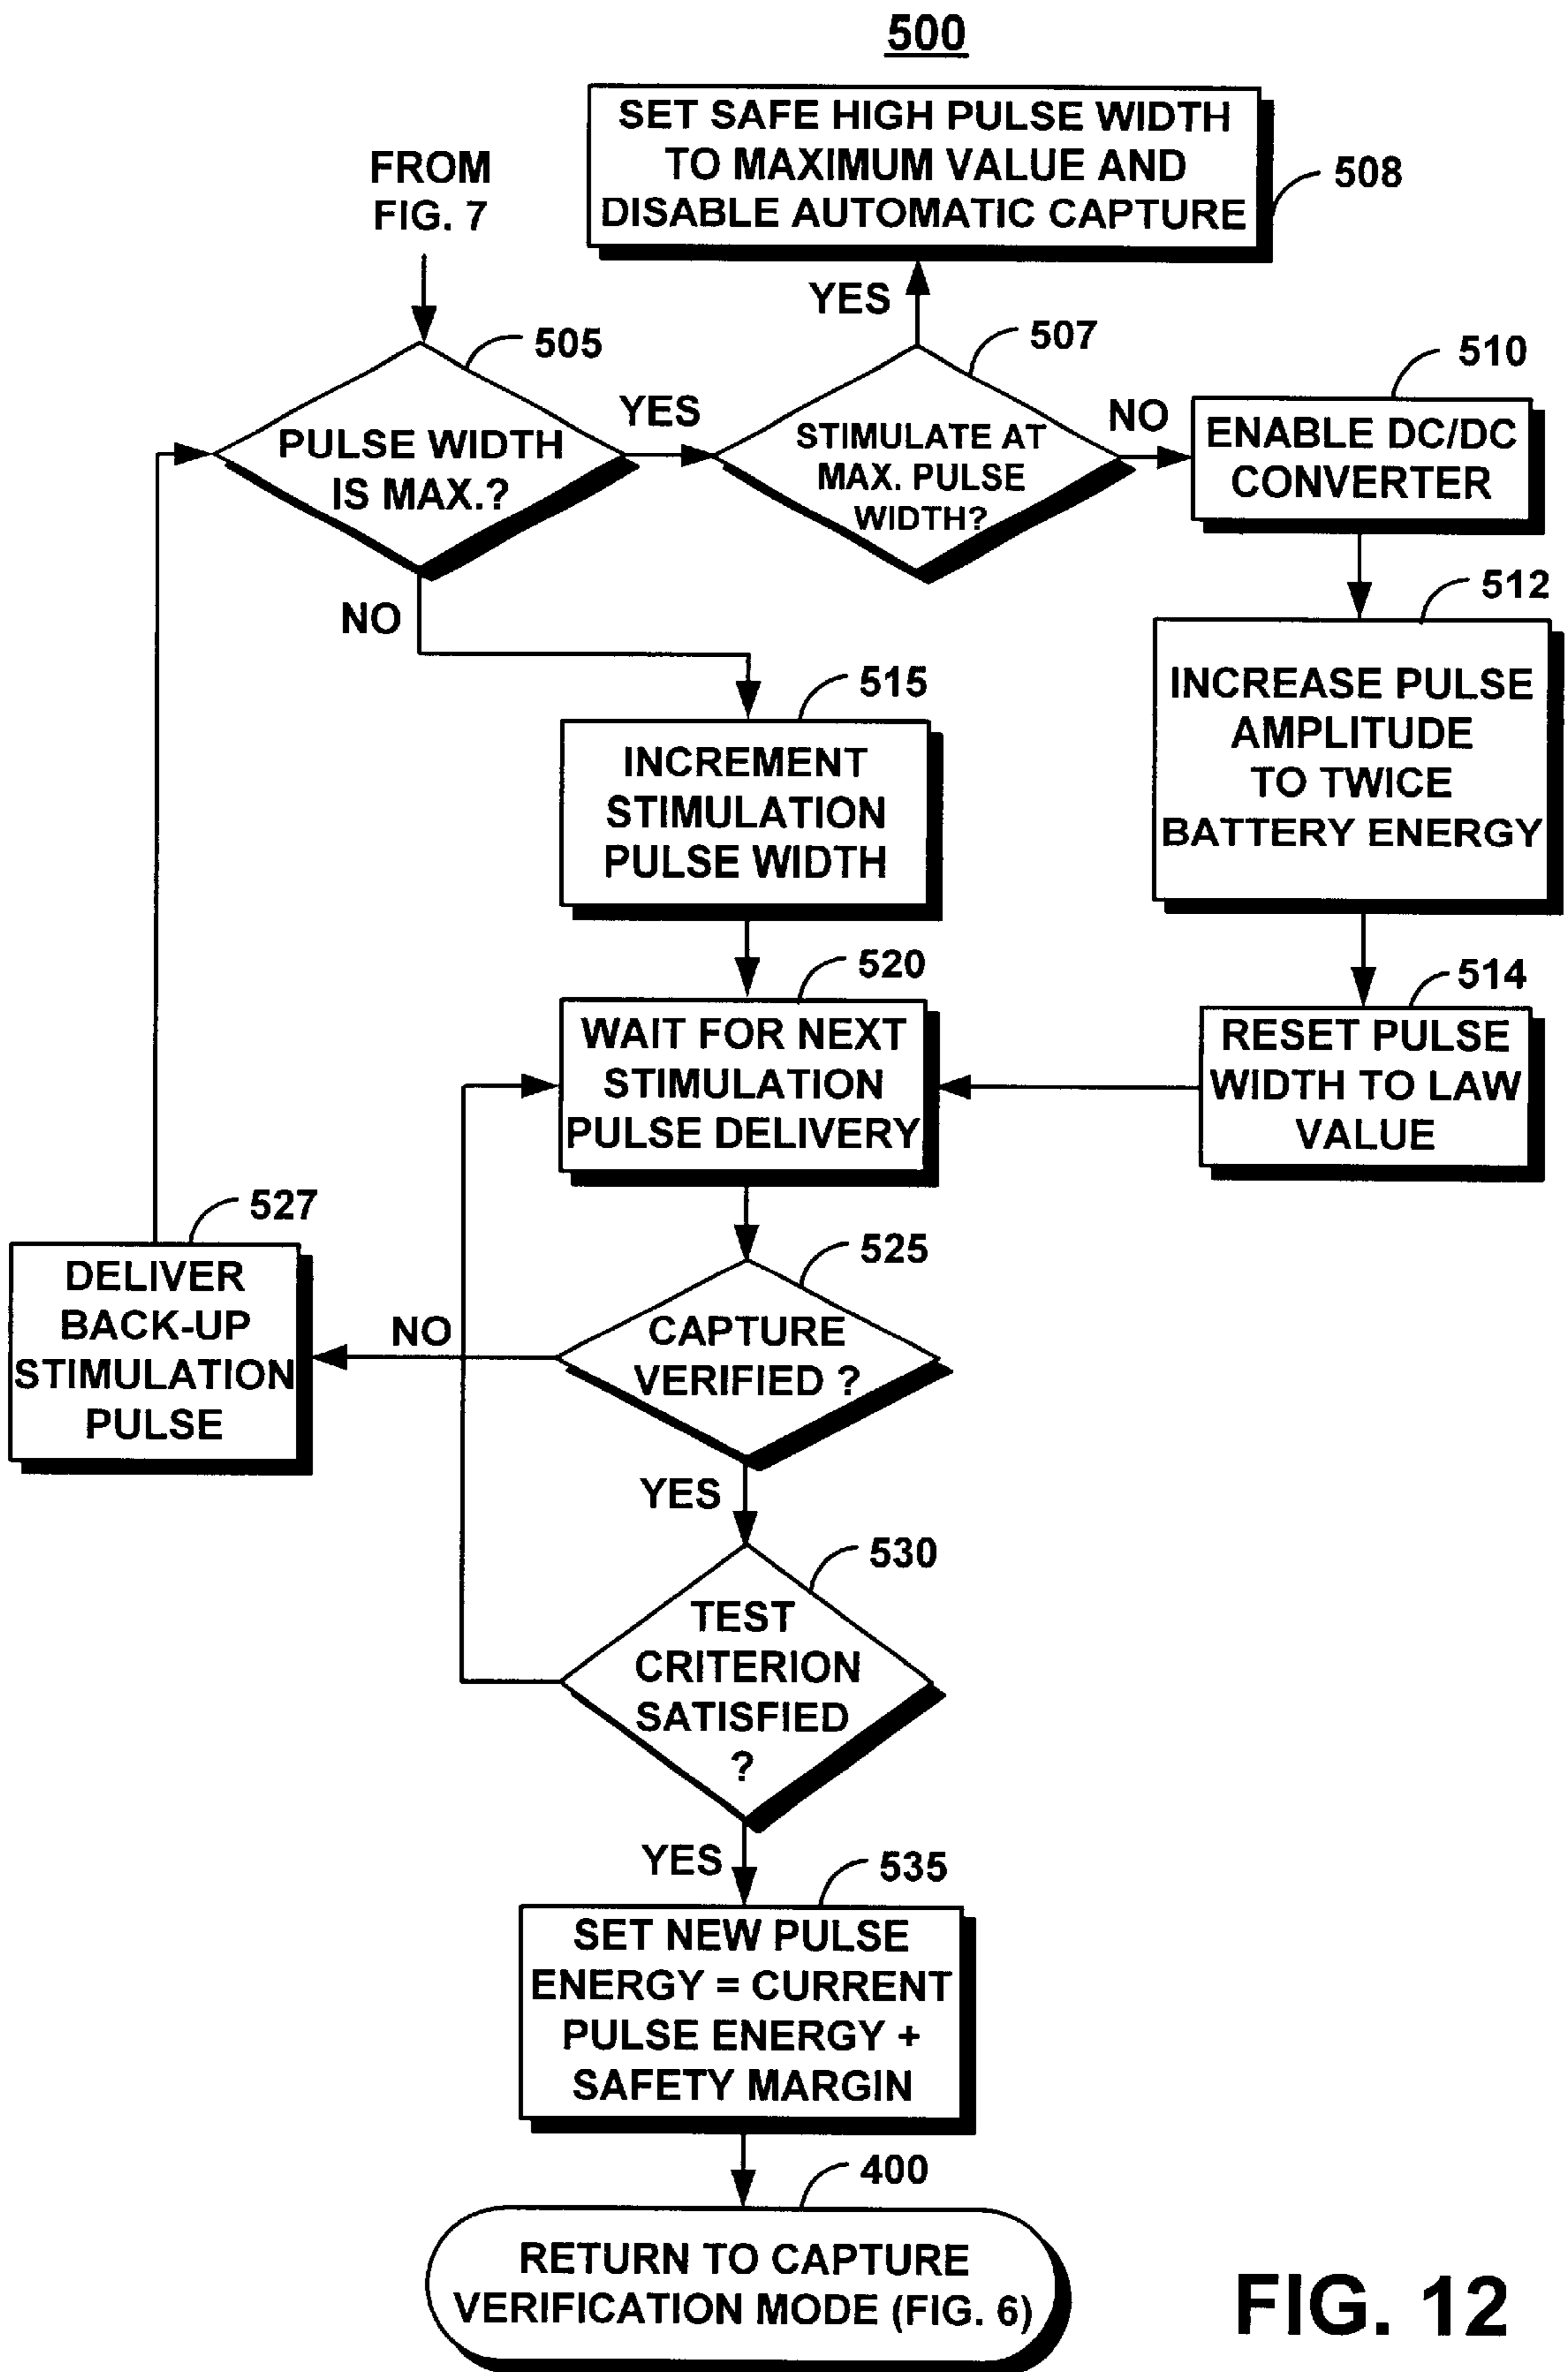 500
SET SAFE HIGH PULSE WIDTH
TO MAXIMUM VALUE AND
DISABLE AUTOMATIC CAPTURE
508
FROM
FIG. 7
YES
505
507
510
PULSE WIDTH
IS MAX.?
YES
STIMULATE AT
MAX. PULSE
WIDTH?
NO
ENABLE DC/DC
CONVERTER
NO
512
INCREASE PULSE
AMPLITUDE
TO TWICE
BATTERY ENERGY
515
INCREMENT
STIMULATION
PULSE WIDTH
514
RESET PULSE
WIDTH TO LAW
VALUE
520
WAIT FOR NEXT
STIMULATION
PULSE DELIVERY
527
DELIVER
BACK-UP
STIMULATION
PULSE
NO
525
CAPTURE
VERIFIED ?
YES
530
TEST
CRITERION
SATISFIED
?
YES
535
SET NEW PULSE
ENERGY = CURRENT
PULSE ENERGY +
SAFETY MARGIN
400
RETURN TO CAPTURE
VERIFICATION MODE (FIG. 6)
FIG. 12